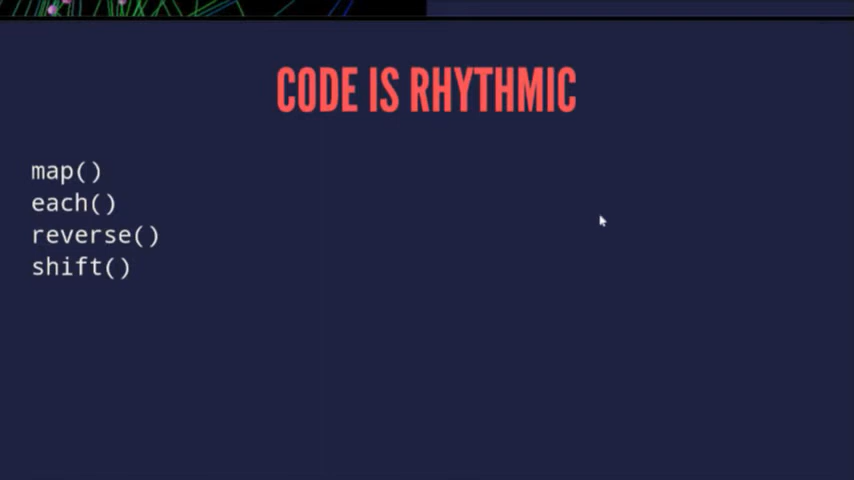 CODE IS RHYTHMIC
map()
each()
reverse()
shift()